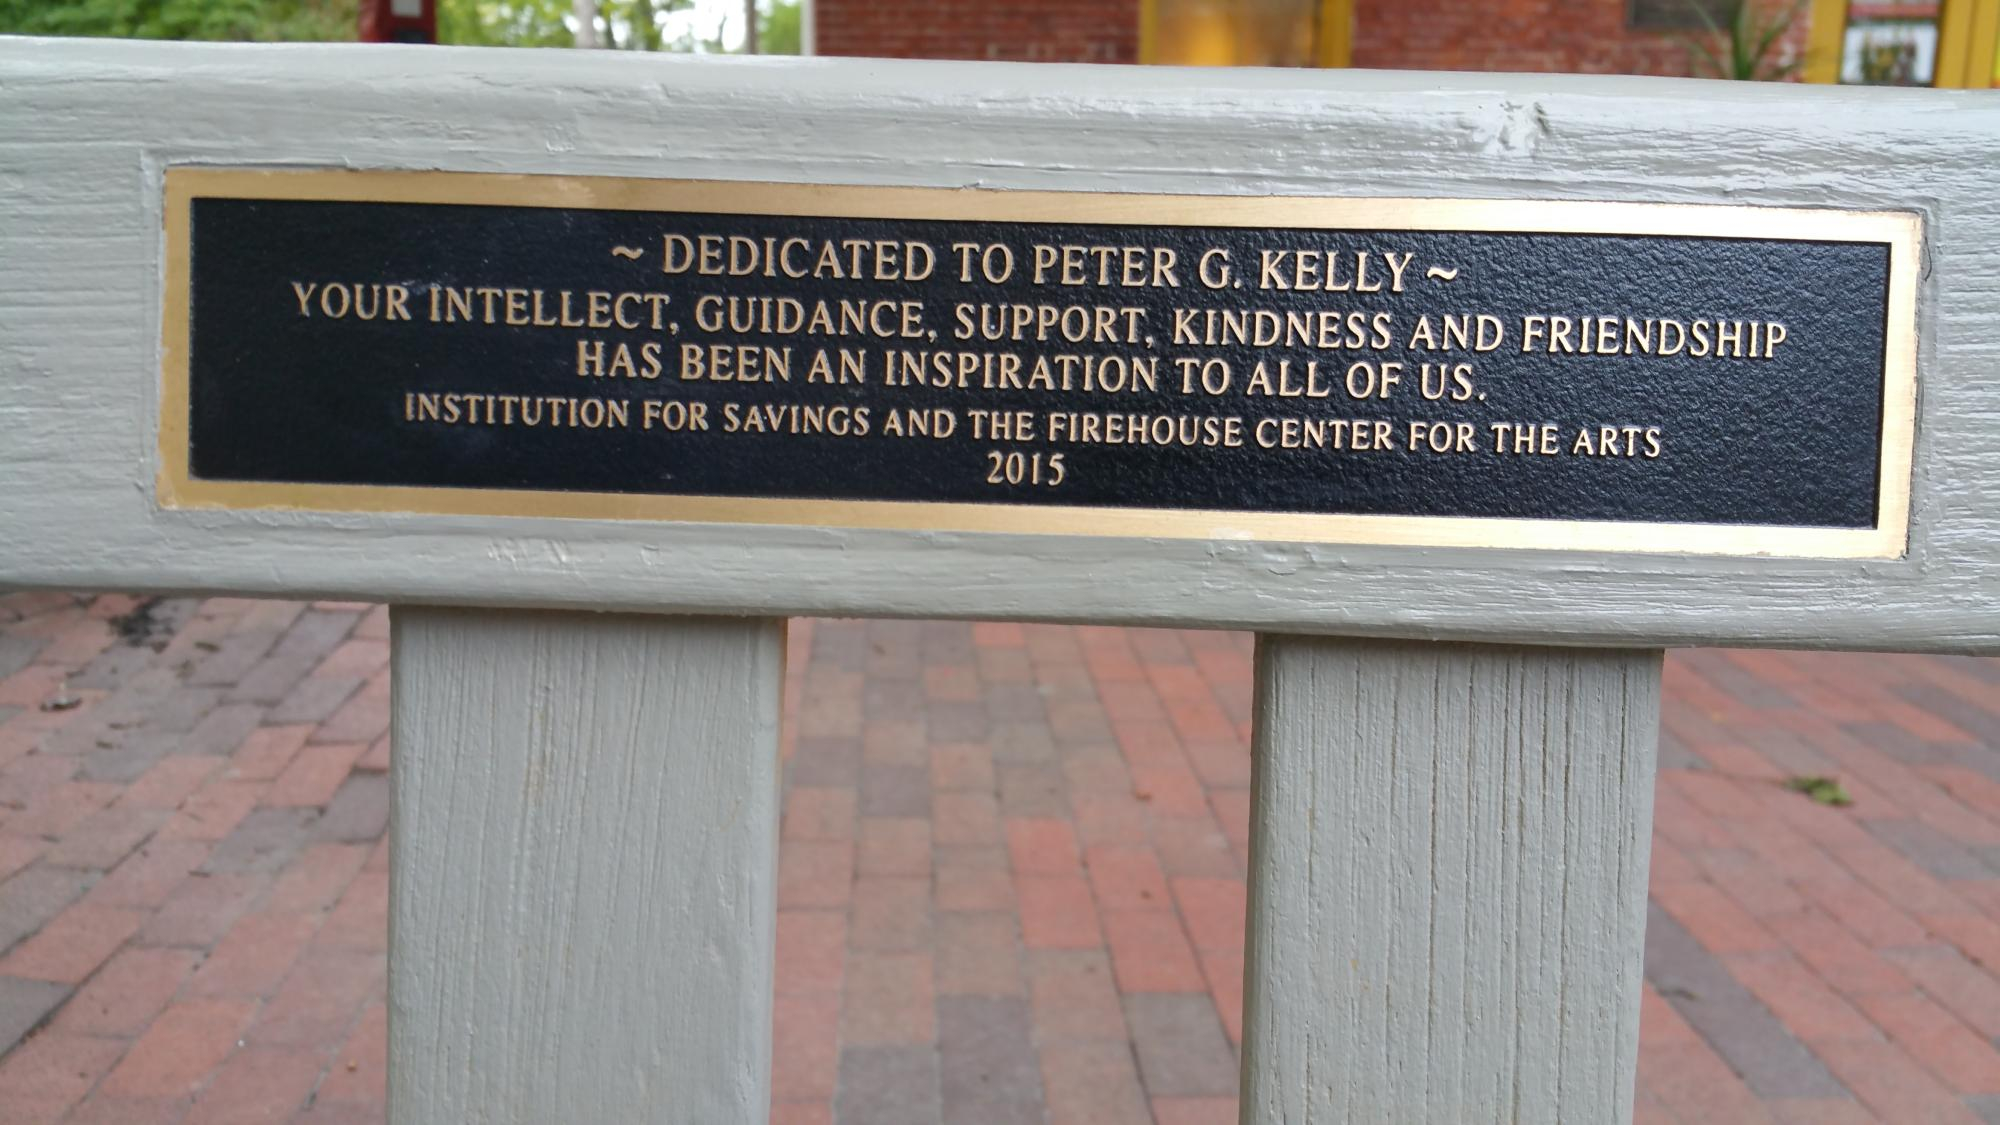 ~ DEDICATED TO PETER G. KELLY ~
YOUR INTELLECT, GUIDANCE, SUPPORT, KINDNESS AND FRIENDSHIP
HAS BEEN AN INSPIRATION TO ALL OF US.
INSTITUTION FOR SAVINGS AND THE FIREHOUSE CENTER FOR THE ARTS
2015